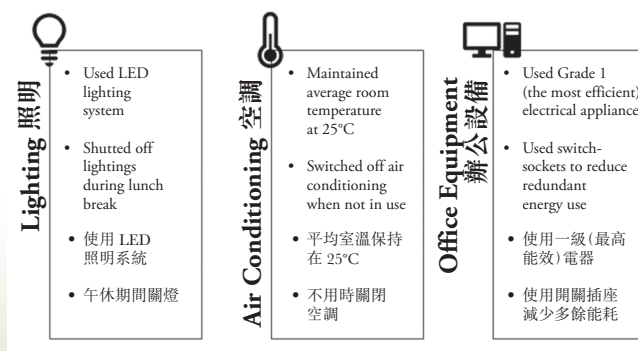 Lighting 照明
• Used LED
lighting
system
• Shutted off
lightings
during lunch
break
• 使用 LED
照明系統
• 午休期間關燈
Air Conditioning 空調
• Maintained
average room
temperature
at 25°C
• Switched off air
conditioning
when not in use
• 平均室溫保持
在 25°C
• 不用時關閉
空調
Office Equipment
辦公設備
• Used Grade 1
(the most efficient)
electrical appliance
• Used switch-
sockets to reduce
redundant
energy use
• 使用一級(最高
能效)電器
• 使用開關插座
減少多餘能耗